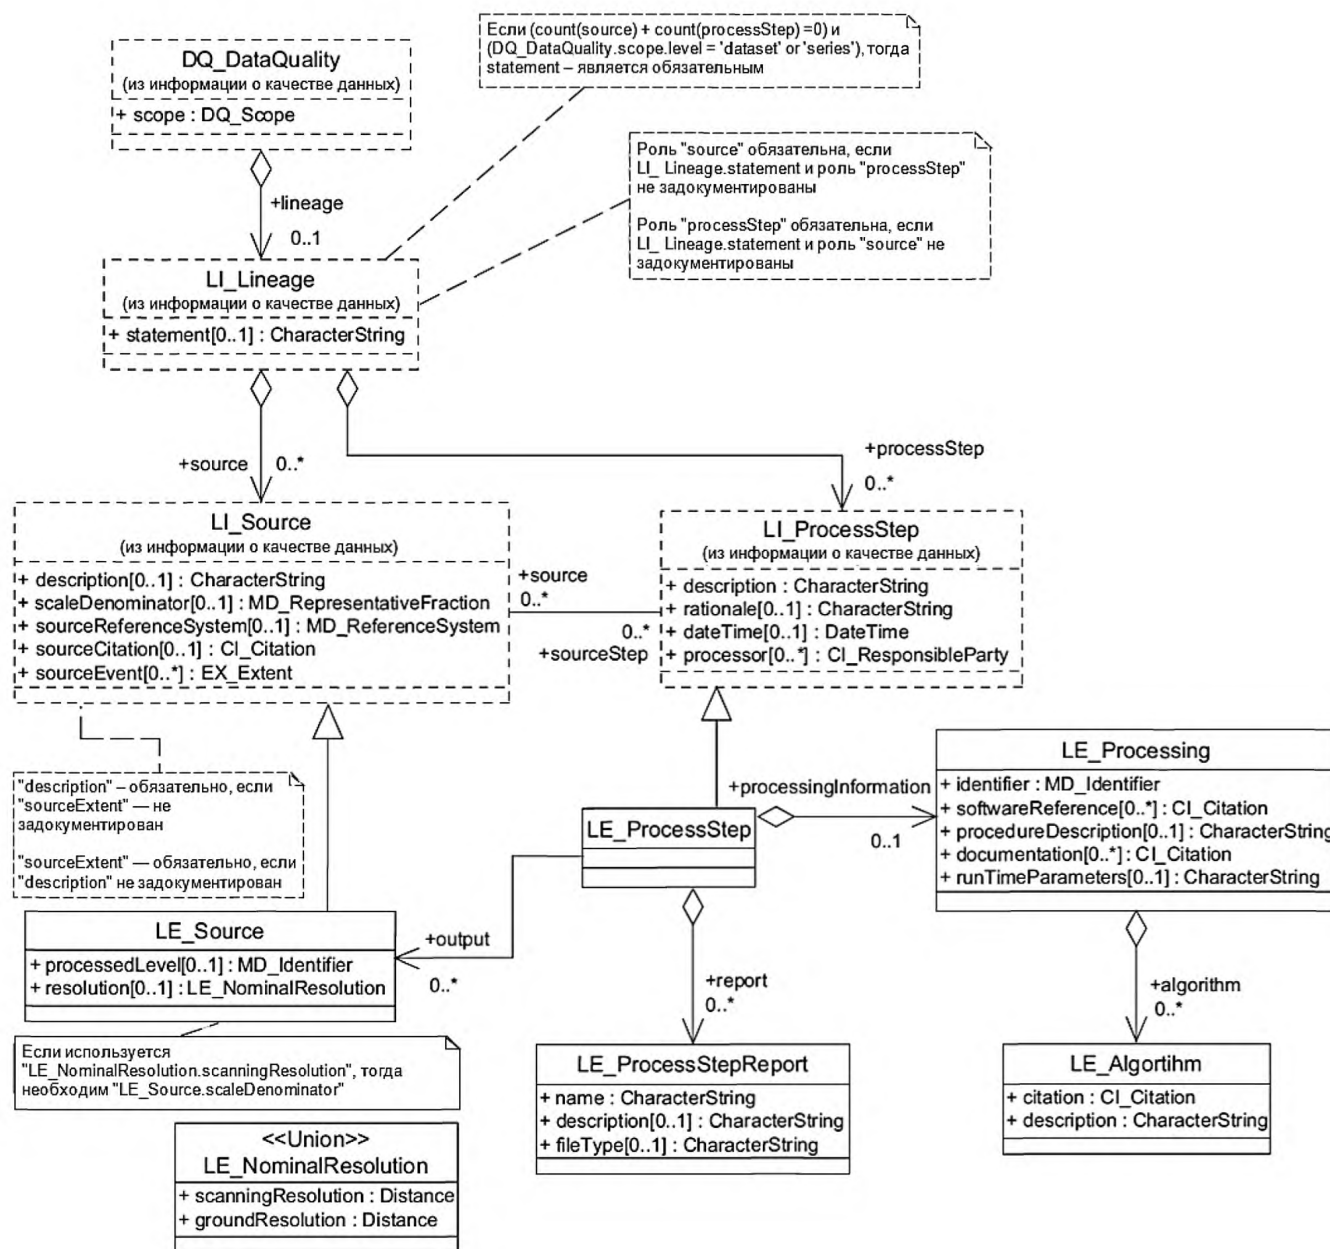 DQ_DataQuality
(из информации о качестве данных)
+ scope : DQ_Scope
Если (count(source) + count(processStep) =0) и
(DQ_DataQuality.scope.level = 'dataset' or 'series'), тогда
statement – является обязательным
Роль "source" обязательна, если
LI_ Lineage.statement и роль "processStep"
не задокументированы
Роль "processStep" обязательна, если
LI_ Lineage.statement и роль "source" не
задокументированы
+lineage
0..1
LI_Lineage
(из информации о качестве данных)
+ statement[0..1] : CharacterString
+source
0..*
+processStep
0..*
LI_Source
(из информации о качестве данных)
+ description[0..1] : CharacterString
+ scaleDenominator[0..1] : MD_RepresentativeFraction
+ sourceReferenceSystem[0..1] : MD_ReferenceSystem
+ sourceCitation[0..1] : CI_Citation
+ sourceEvent[0..*] : EX_Extent
+source
0..*
0..*
+sourceStep
LI_ProcessStep
(из информации о качестве данных)
+ description : CharacterString
+ rationale[0..1] : CharacterString
+ dateTime[0..1] : DateTime
+ processor[0..*] : CI_ResponsibleParty
"description" – обязательно, если
"sourceExtent" — не
задокументирован
"sourceExtent" — обязательно, если
"description" не задокументирован
LE_ProcessStep
+processingInformation
0..1
LE_Processing
+ identifier : MD_Identifier
+ softwareReference[0..*] : CI_Citation
+ procedureDescription[0..1] : CharacterString
+ documentation[0..*] : CI_Citation
+ runTimeParameters[0..1] : CharacterString
LE_Source
+ processedLevel[0..1] : MD_Identifier
+ resolution[0..1] : LE_NominalResolution
+output
0..*
+report
0..*
+algorithm
0..*
Если используется
"LE_NominalResolution.scanningResolution", тогда
необходим "LE_Source.scaleDenominator"
LE_ProcessStepReport
+ name : CharacterString
+ description[0..1] : CharacterString
+ fileType[0..1] : CharacterString
LE_Algortihm
+ citation : CI_Citation
+ description : CharacterString
<<Union>>
LE_NominalResolution
+ scanningResolution : Distance
+ groundResolution : Distance